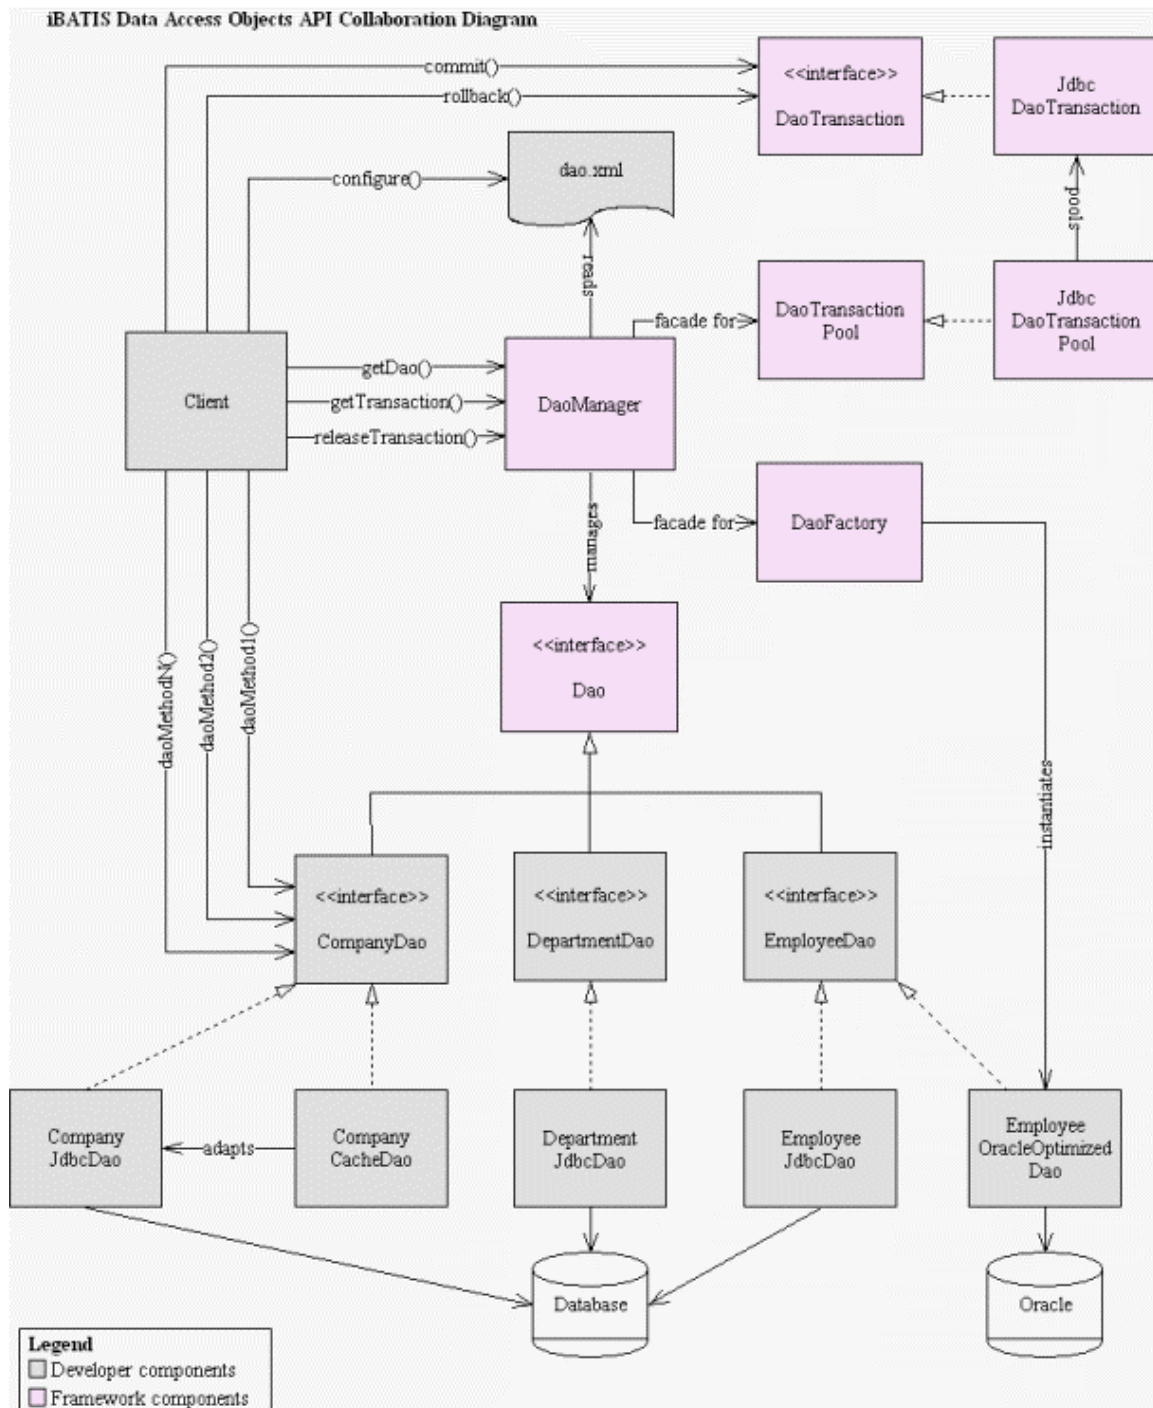 iBATIS Data Access Objects API Collaboration Diagram
commit()
rollback()
<<interface>>
DaoTransaction
Jdbc
DaoTransaction
configure()
dao.xml
pools
reads
facade for
DaoTransaction
Pool
Jdbc
DaoTransaction
Pool
Client
getDao()
getTransaction()
releaseTransaction()
DaoManager
manages
facade for
DaoFactory
<<interface>>
Dao
daoMethodN()
daoMethod2()
daoMethod1()
instantiates
<<interface>>
CompanyDao
<<interface>>
DepartmentDao
<<interface>>
EmployeeDao
Company
JdbcDao
adapts
Company
CacheDao
Department
JdbcDao
Employee
JdbcDao
Employee
OracleOptimized
Dao
Database
Oracle
Legend
Developer components
Framework components